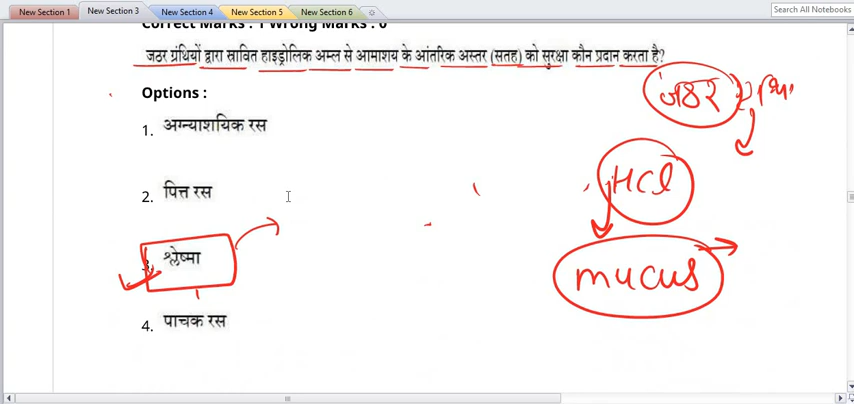 New Section 1 New Section 3 New Section 4 New Section 5 New Section 6
Search All Notebooks
Correct Marks : 1 Wrong Marks : 0
जठर ग्रंथियों द्वारा स्रावित हाइड्रोलिक अम्ल से आमाशय के आंतरिक अस्तर (सतह) को सुरक्षा कौन प्रदान करता है?
Options :
जठर
1. अग्न्याशयिक रस
HCl
2. पित्त रस
3. श्लेष्मा
mucus
4. पाचक रस